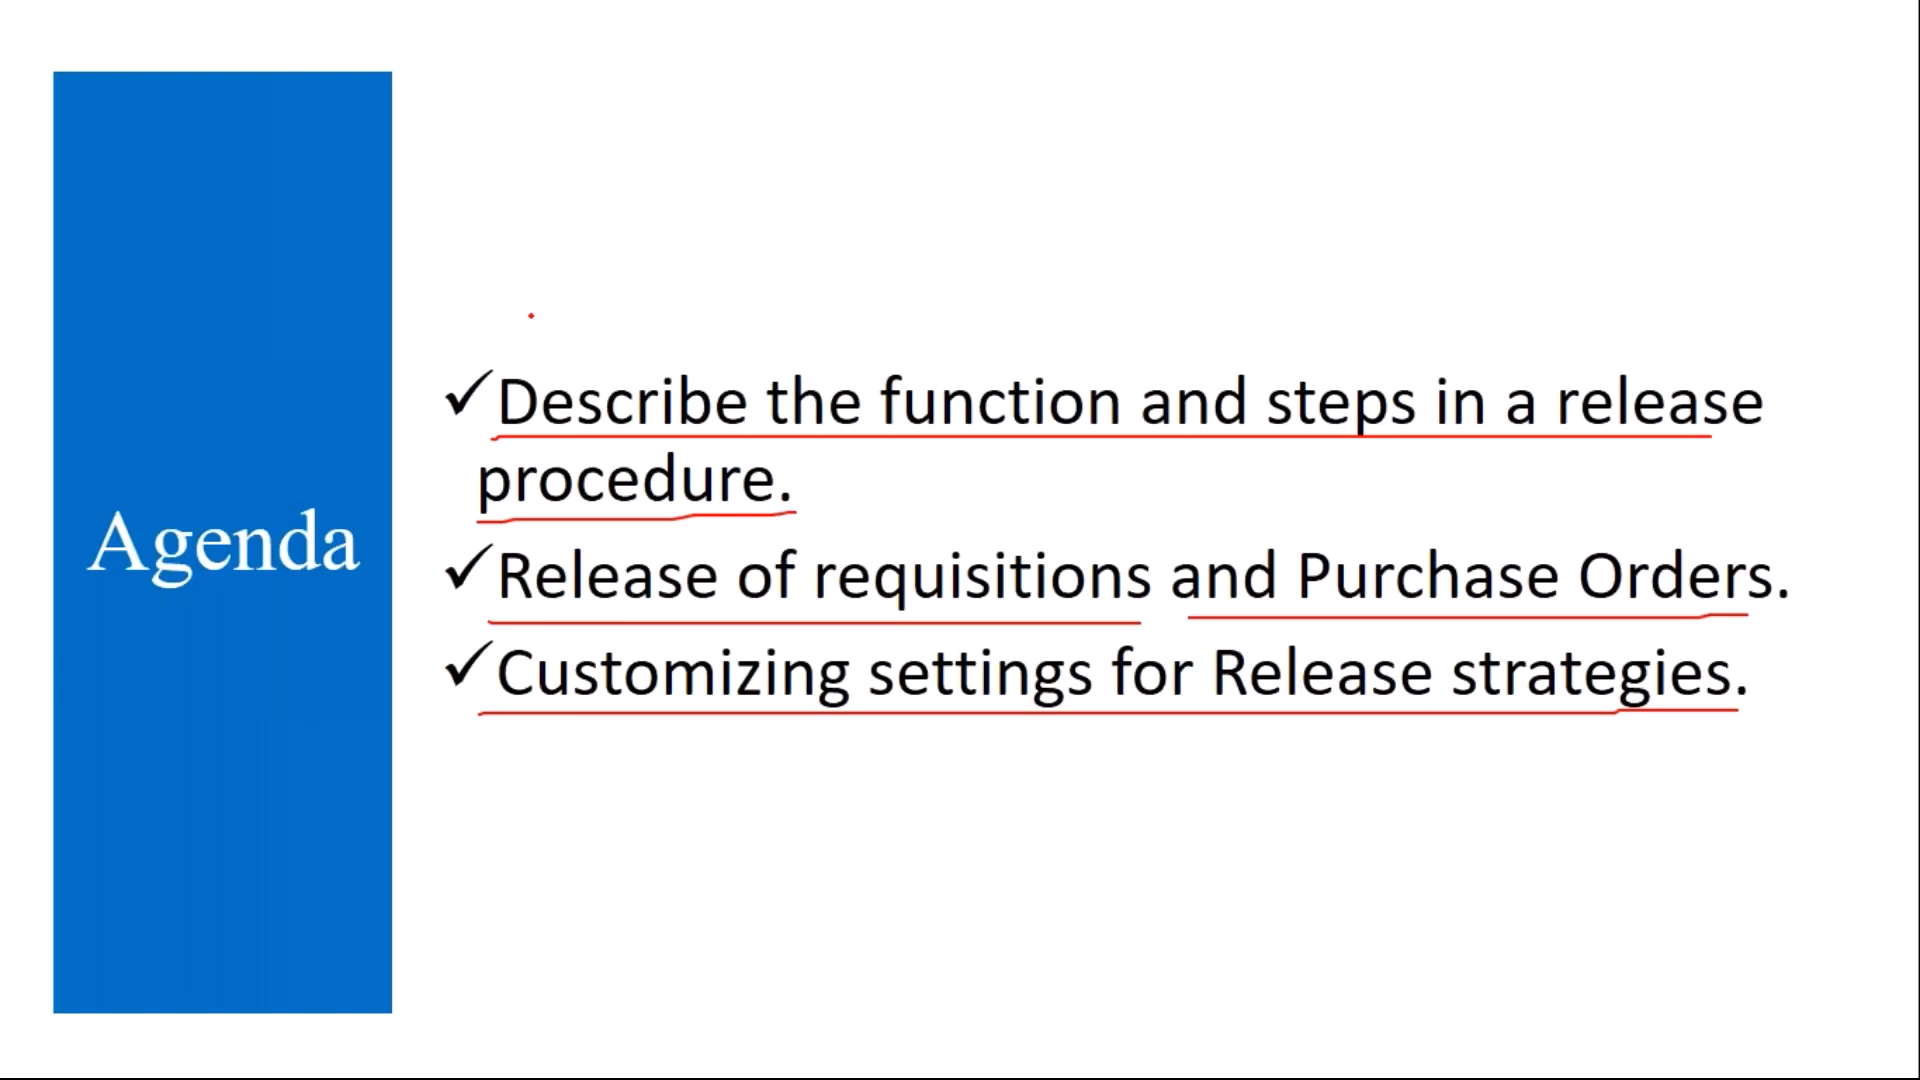 Agenda
✓Describe the function and steps in a release
procedure.
✓Release of requisitions and Purchase Orders.
✓Customizing settings for Release strategies.